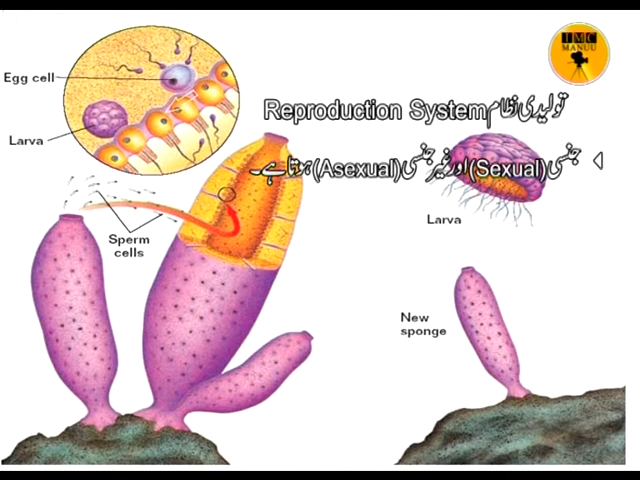 IMC
MANUU
Egg cell
تولیدی نظام Reproduction System
Larva
جنسی (Sexual) اور غیر جنسی (Asexual) ہوتا ہے۔
Larva
Sperm
cells
New
sponge